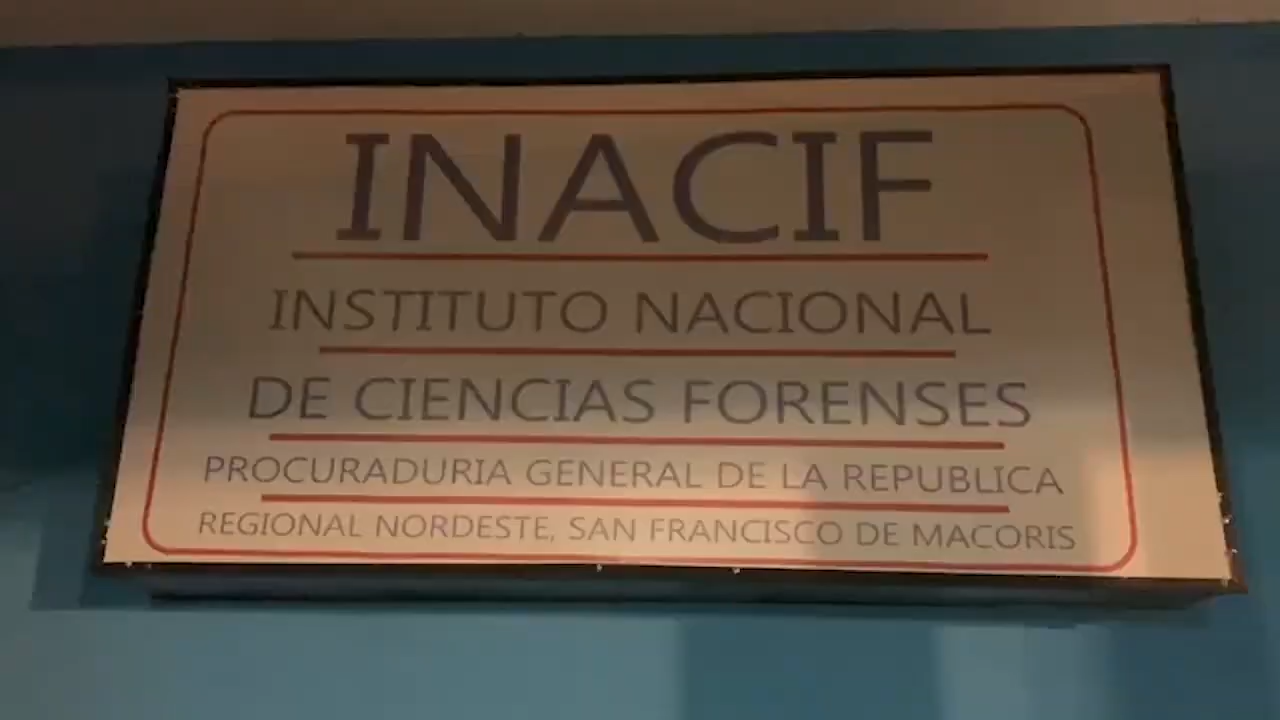 INACIF
INSTITUTO NACIONAL
DE CIENCIAS FORENSES
PROCURADURIA GENERAL DE LA REPUBLICA
REGIONAL NORDESTE, SAN FRANCISCO DE MACORIS